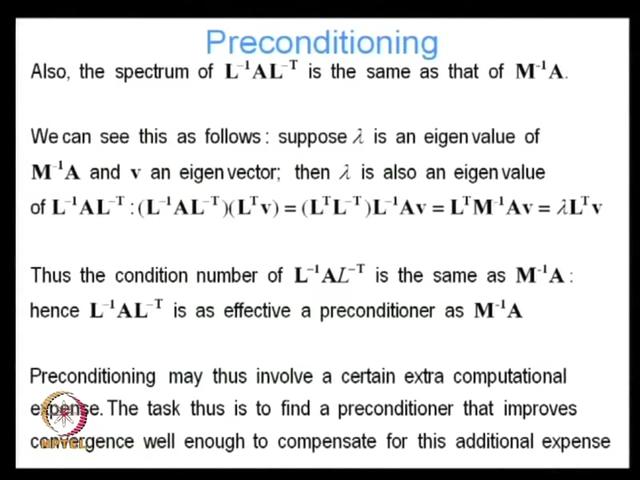 Preconditioning
Also, the spectrum of L⁻¹AL⁻ᵀ is the same as that of M⁻¹A.
We can see this as follows : suppose λ is an eigen value of
M⁻¹A and v an eigen vector; then λ is also an eigen value
of L⁻¹AL⁻ᵀ : (L⁻¹AL⁻ᵀ)(Lᵀv) = (LᵀL⁻ᵀ)L⁻¹Av = LᵀM⁻¹Av = λLᵀv
Thus the condition number of L⁻¹AL⁻ᵀ is the same as M⁻¹A :
hence L⁻¹AL⁻ᵀ is as effective a preconditioner as M⁻¹A
Preconditioning may thus involve a certain extra computational
expense. The task thus is to find a preconditioner that improves
convergence well enough to compensate for this additional expense
NPTEL